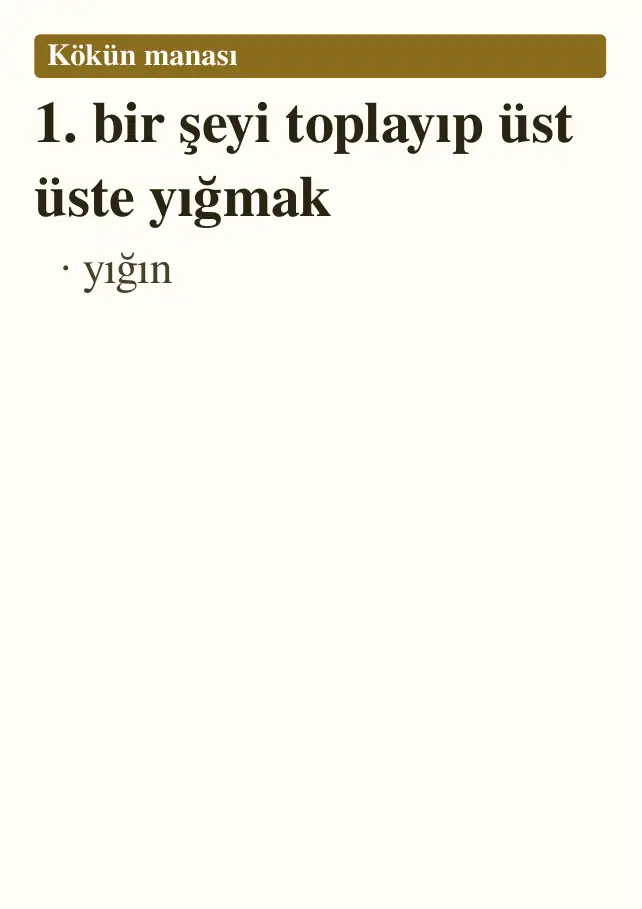 Kökün manası
1. bir şeyi toplayıp üst
üste yığmak
· yığın